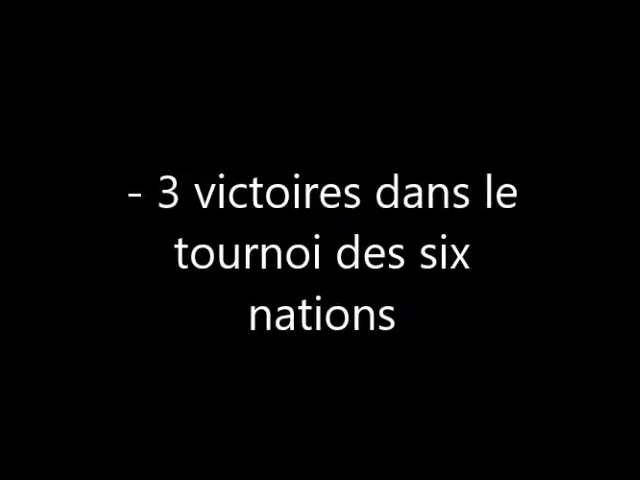 - 3 victoires dans le
tournoi des six
nations